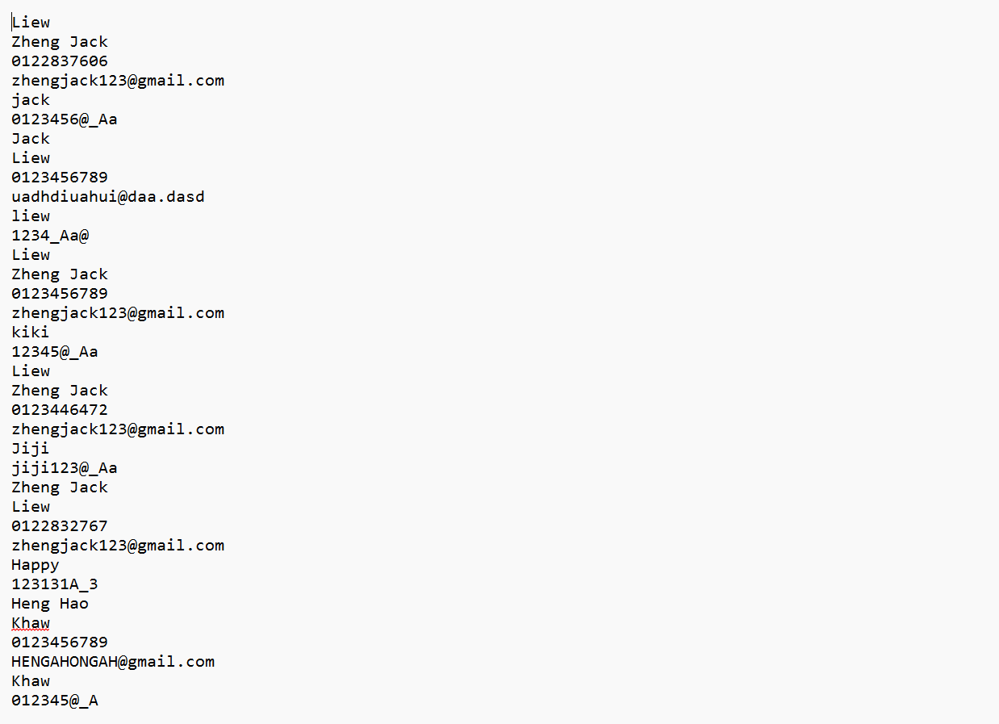 Liew
Zheng Jack
0122837606
zhengjack123@gmail.com
jack
0123456@_Aa
Jack
Liew
0123456789
uadhdiuahui@daa.dasd
liew
1234_Aa@
Liew
Zheng Jack
0123456789
zhengjack123@gmail.com
kiki
12345@_Aa
Liew
Zheng Jack
0123446472
zhengjack123@gmail.com
Jiji
jiji123@_Aa
Zheng Jack
Liew
0122832767
zhengjack123@gmail.com
Happy
123131A_3
Heng Hao
Khaw
0123456789
HENGAHONGAH@gmail.com
Khaw
012345@_A